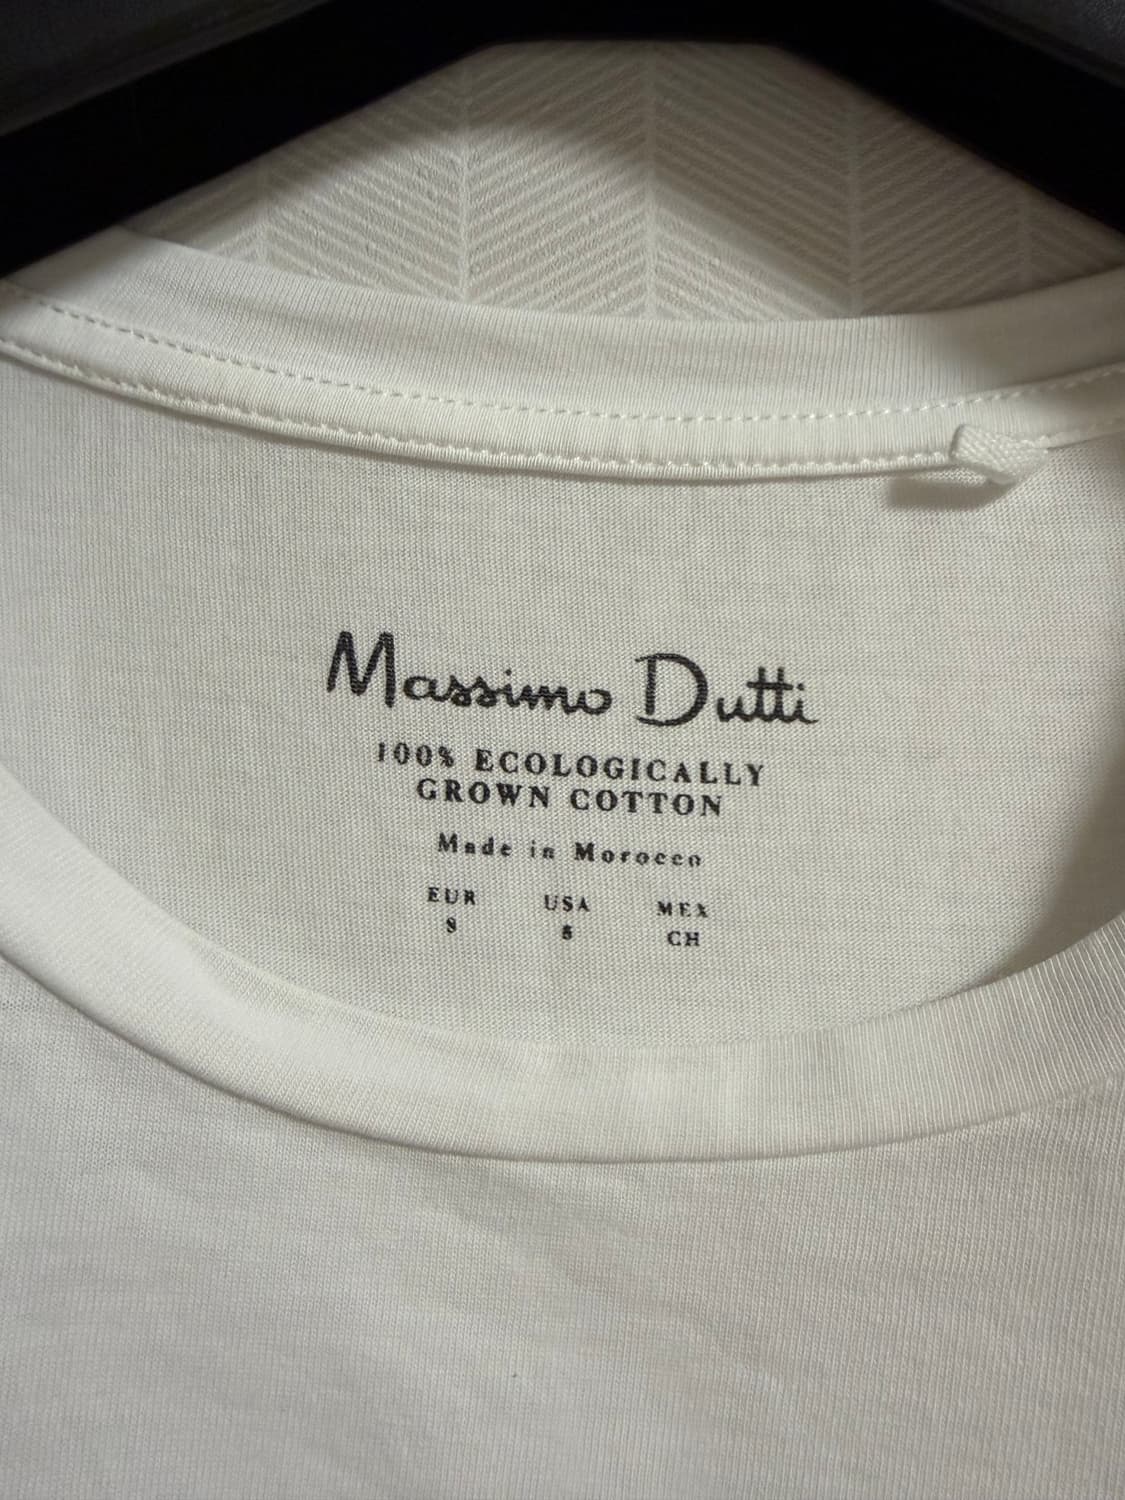 Massimo Dutti
100% ECOLOGICALLY
GROWN COTTON
Made in Morocco
EUR USA MEX
S S CH